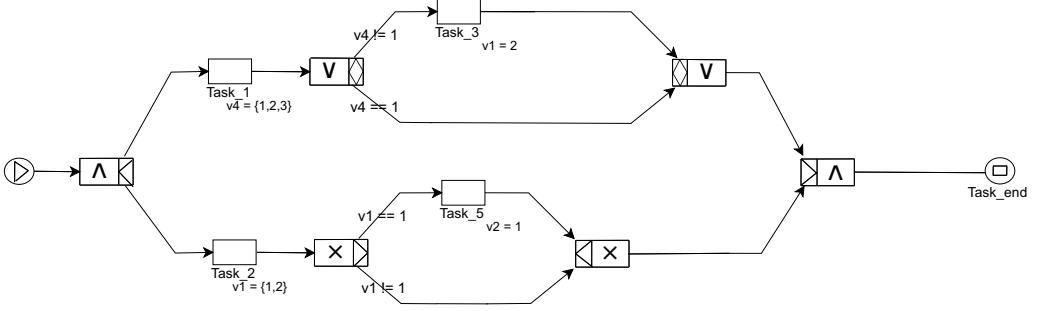 v4 != 1
Task_3
v1 = 2
V
V
Task_1
v4 = {1,2,3}
v4 == 1
Λ
Λ
Task_end
v1 == 1
Task_5
v2 = 1
×
×
Task_2
v1 = {1,2}
v1 != 1